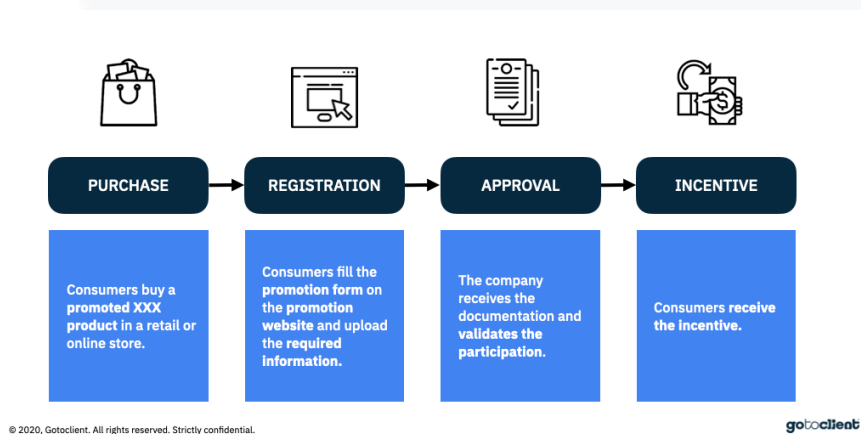 PURCHASE
REGISTRATION
APPROVAL
INCENTIVE
Consumers buy a
promoted XXX
product in a retail or
online store.
Consumers fill the
promotion form on
the promotion
website and upload
the required
information.
The company
receives the
documentation and
validates the
participation.
Consumers receive
the incentive.
© 2020, Gotoclient. All rights reserved. Strictly confidential.
gotoclient